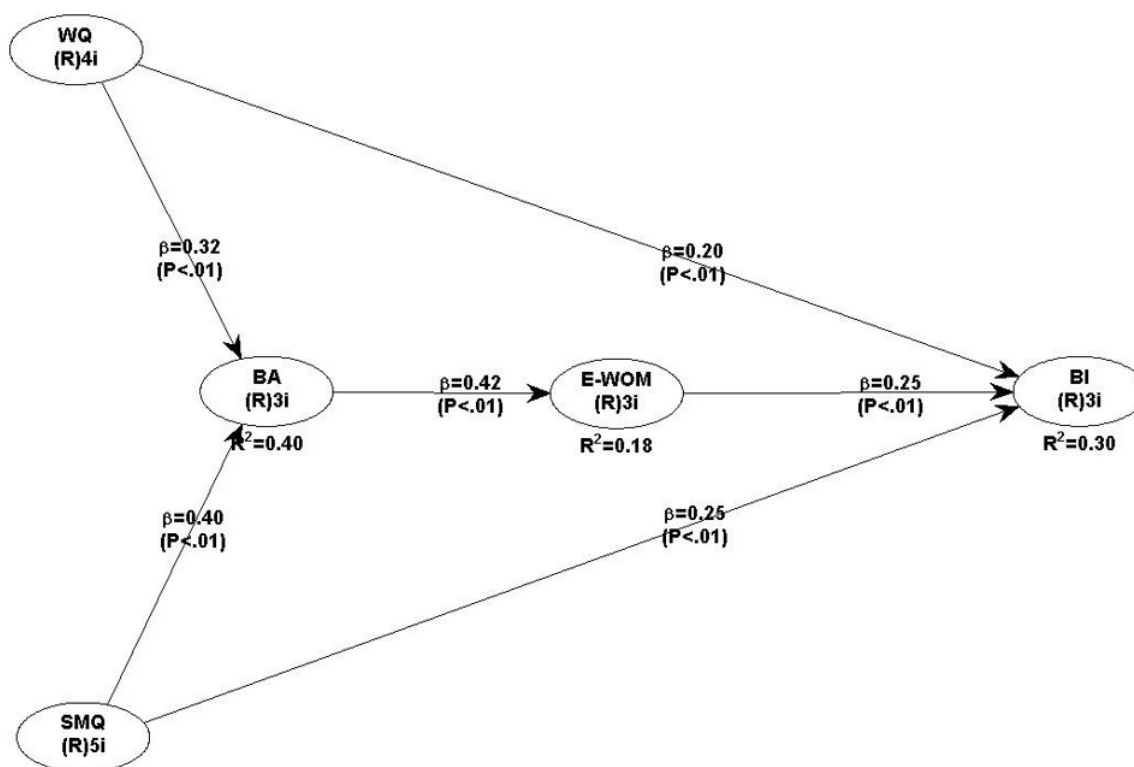 WQ
(R)4i
β=0.32
(P<.01)
β=0.20
(P<.01)
BA
(R)3i
R²=0.40
β=0.42
(P<.01)
E-WOM
(R)3i
R²=0.18
β=0.25
(P<.01)
BI
(R)3i
R²=0.30
β=0.40
(P<.01)
β=0.25
(P<.01)
SMQ
(R)5i